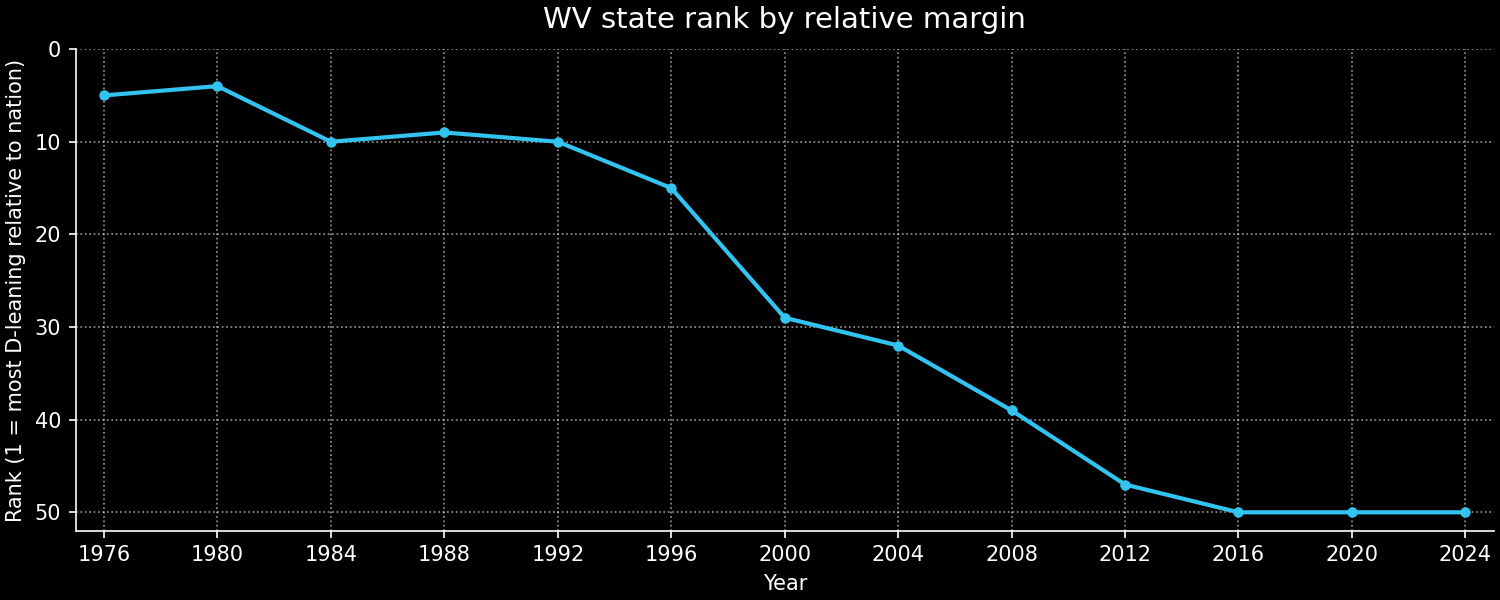 WV state rank by relative margin
Rank (1 = most D-leaning relative to nation)
0
10
20
30
40
50
1976 1980 1984 1988 1992 1996 2000 2004 2008 2012 2016 2020 2024
Year